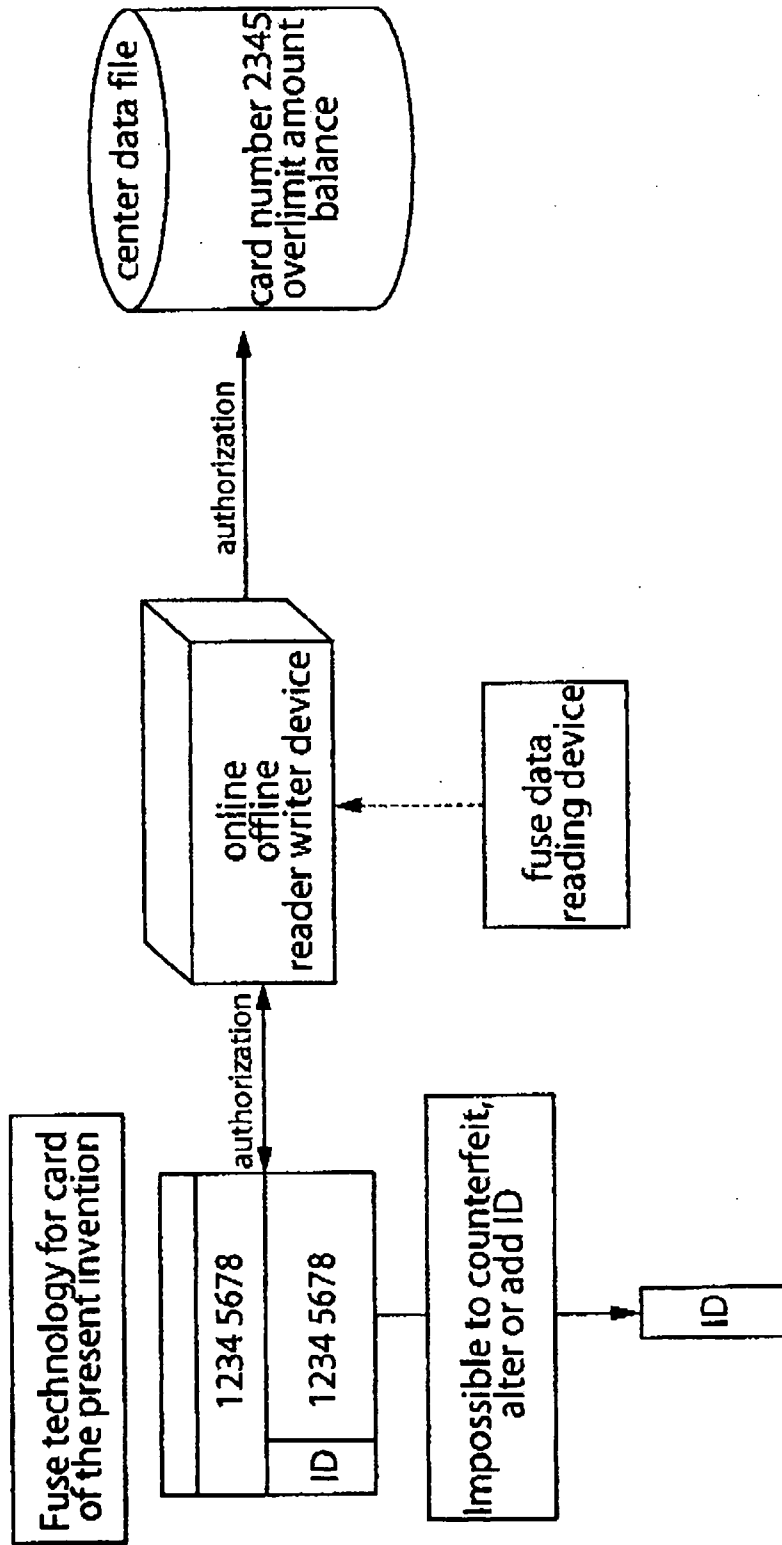 Fuse technology for card
of the present invention
1234 5678
ID
1234 5678
authorization
Impossible to counterfeit,
alter or add ID
ID
online
offline
reader writer device
fuse data
reading device
authorization
center data file
card number 2345
overlimit amount
balance